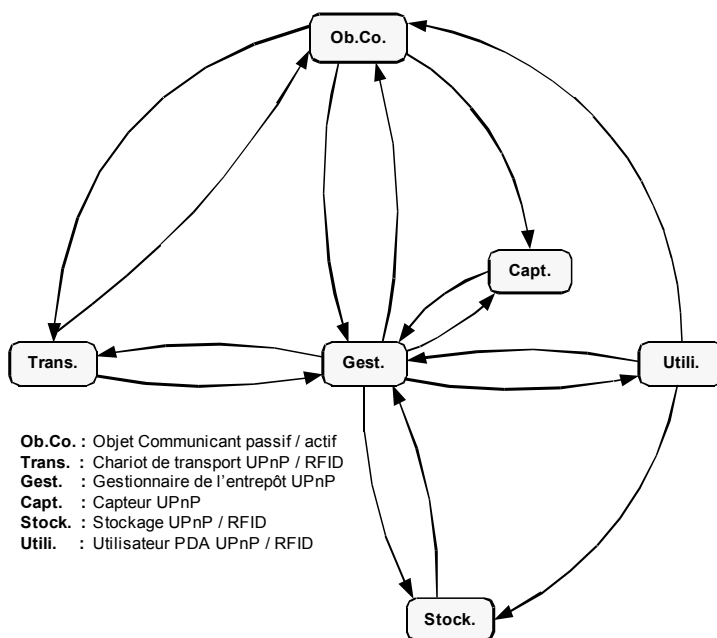 Ob.Co.
Capt.
Trans.
Gest.
Utili.
Ob.Co. : Objet Communicant passif / actif
Trans. : Chariot de transport UPnP / RFID
Gest. : Gestionnaire de l'entrepôt UPnP
Capt. : Capteur UPnP
Stock. : Stockage UPnP / RFID
Utili. : Utilisateur PDA UPnP / RFID
Stock.